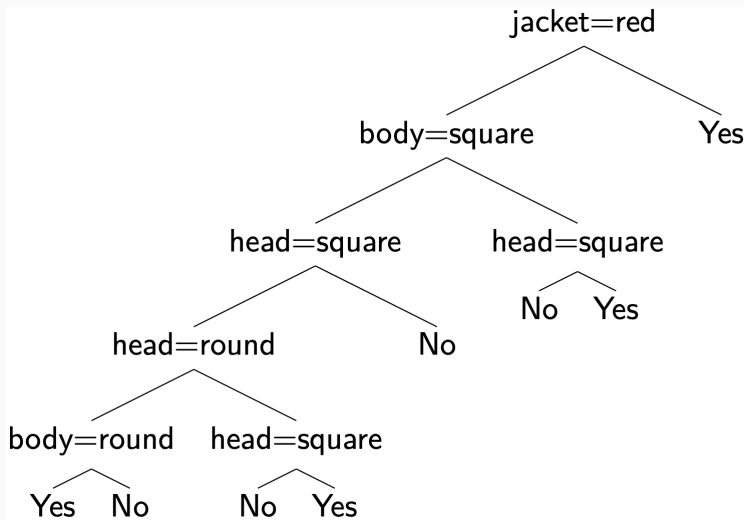 jacket=red
body=square Yes
head=square head=square
No Yes
head=round No
body=round head=square
Yes No No Yes